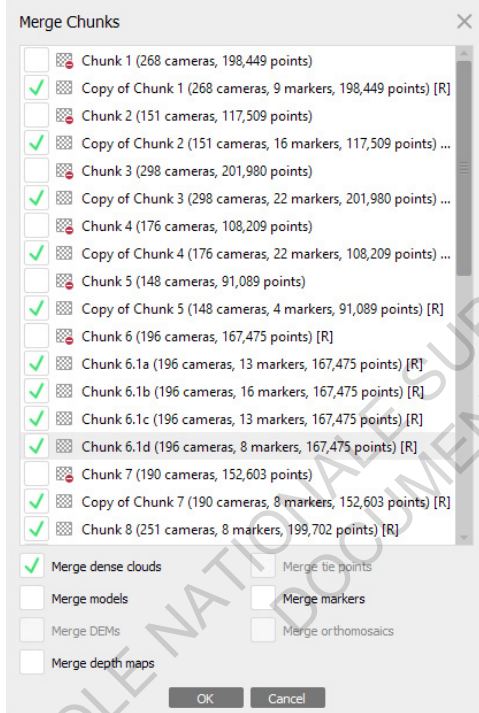 Merge Chunks
Chunk 1 (268 cameras, 198,449 points)
Copy of Chunk 1 (268 cameras, 9 markers, 198,449 points) [R]
Chunk 2 (151 cameras, 117,509 points)
Copy of Chunk 2 (151 cameras, 16 markers, 117,509 points) ...
Chunk 3 (298 cameras, 201,980 points)
Copy of Chunk 3 (298 cameras, 22 markers, 201,980 points) ...
Chunk 4 (176 cameras, 108,209 points)
Copy of Chunk 4 (176 cameras, 22 markers, 108,209 points) ...
Chunk 5 (148 cameras, 91,089 points)
Copy of Chunk 5 (148 cameras, 4 markers, 91,089 points) [R]
Chunk 6 (196 cameras, 167,475 points) [R]
Chunk 6.1a (196 cameras, 13 markers, 167,475 points) [R]
Chunk 6.1b (196 cameras, 16 markers, 167,475 points) [R]
Chunk 6.1c (196 cameras, 13 markers, 167,475 points) [R]
Chunk 6.1d (196 cameras, 8 markers, 167,475 points) [R]
Chunk 7 (190 cameras, 152,603 points)
Copy of Chunk 7 (190 cameras, 8 markers, 152,603 points) [R]
Chunk 8 (251 cameras, 8 markers, 199,702 points) [R]
Merge dense clouds Merge tie points
Merge models Merge markers
Merge DEMs Merge orthomosaics
Merge depth maps
OK Cancel
NATIONALE